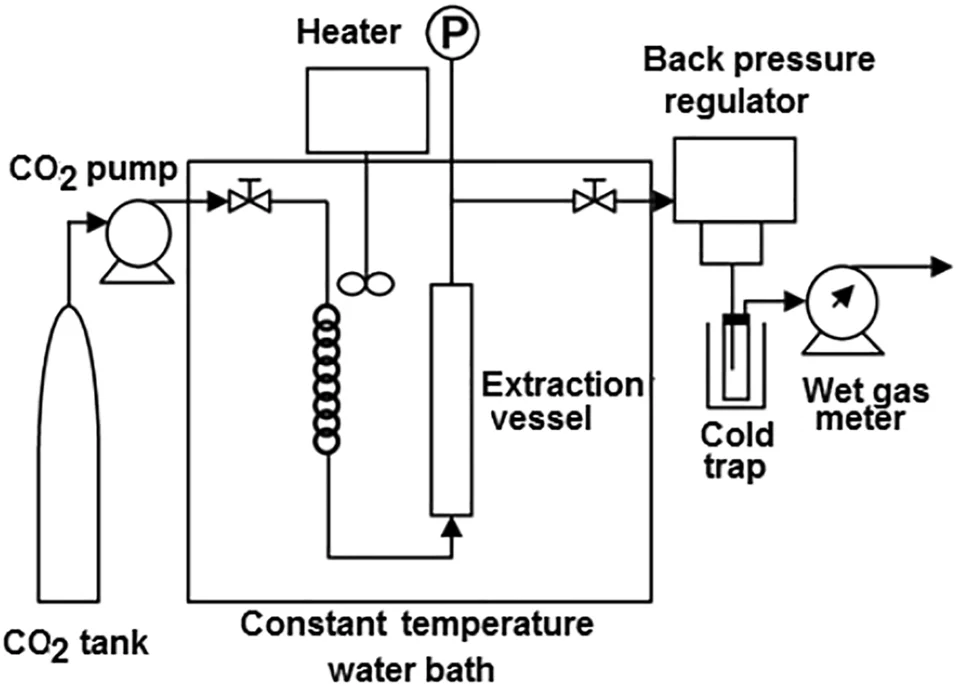 Heater
P
Back pressure
regulator
CO2 pump
Extraction
vessel
Wet gas
meter
Cold
trap
Constant temperature
water bath
CO2 tank